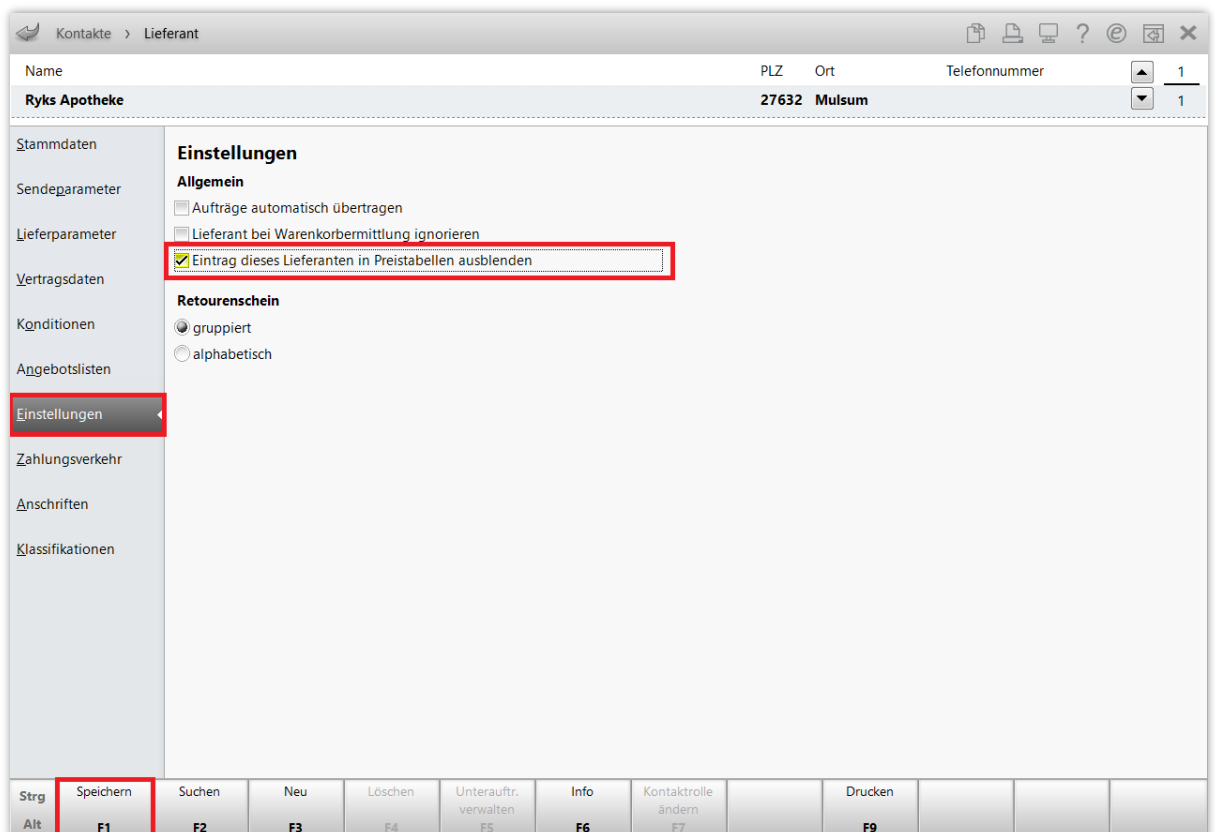 Kontakte > Lieferant
Name PLZ Ort Telefonnummer 1
Ryks Apotheke 27632 Mulsum 1
Stammdaten
Sendeparameter
Lieferparameter
Vertragsdaten
Konditionen
Angebotslisten
Einstellungen
Zahlungsverkehr
Anschriften
Klassifikationen
Einstellungen
Allgemein
Aufträge automatisch übertragen
Lieferant bei Warenkorbermittlung ignorieren
Eintrag dieses Lieferanten in Preistabellen ausblenden
Retourenschein
gruppiert
alphabetisch
Strg
Alt
Speichern
F1
Suchen
F2
Neu
F3
Löschen
F4
Unterauftr.
verwalten
F5
Info
F6
Kontaktrolle
ändern
F7
Drucken
F9